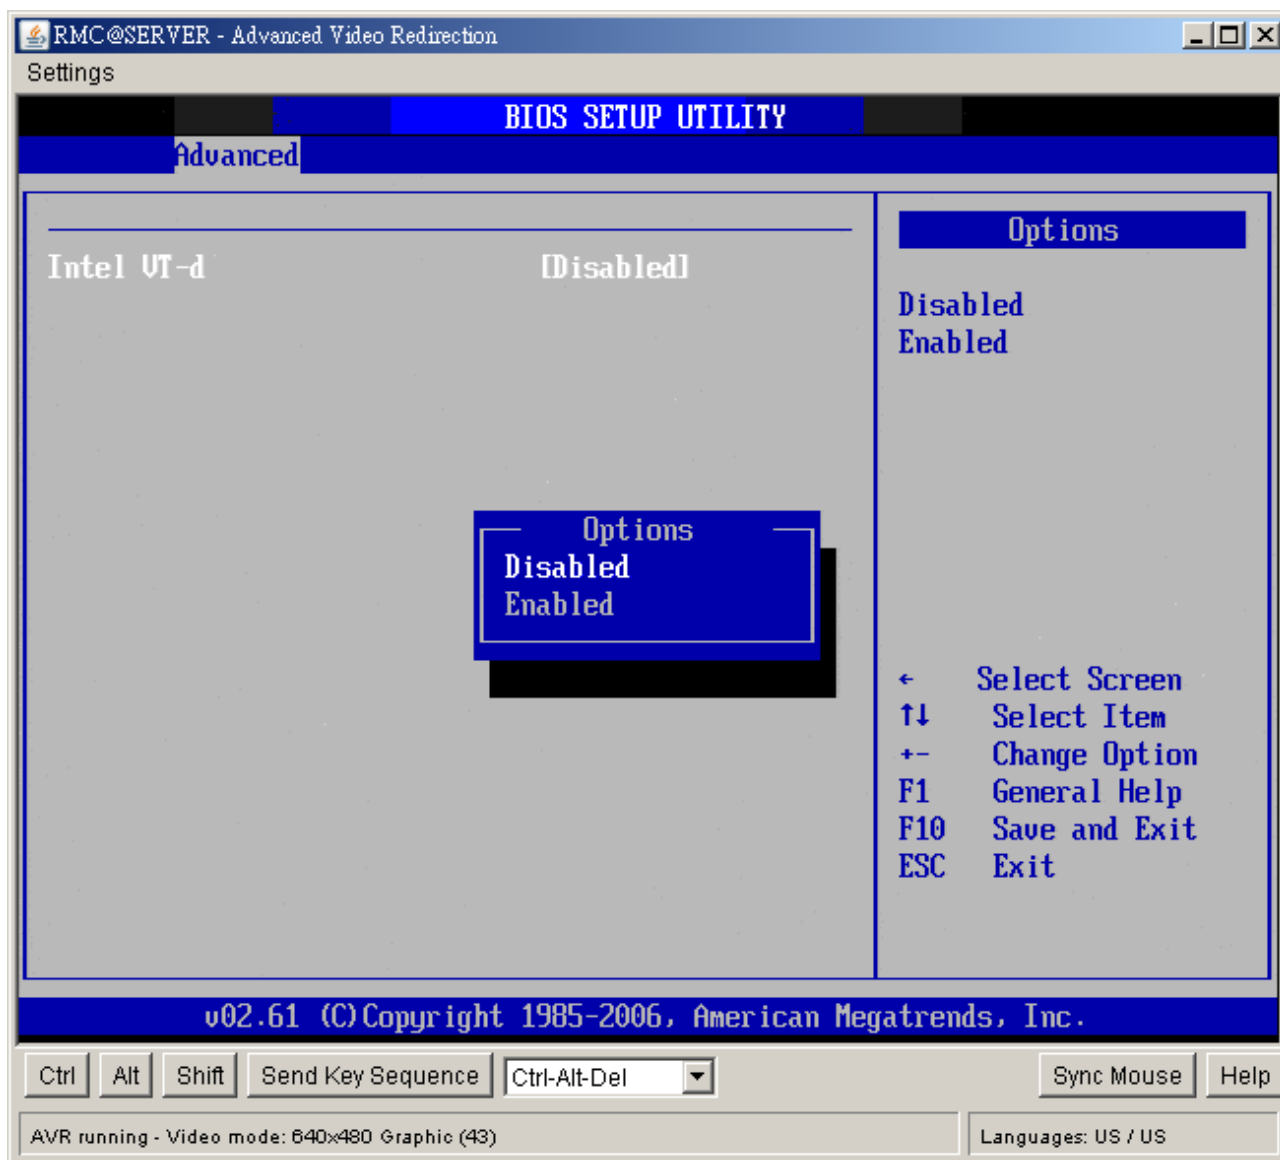 RMC@SERVER - Advanced Video Redirection
Settings
BIOS SETUP UTILITY
Advanced
Intel VT-d [Disabled]
Options
Disabled
Enabled
Options
Disabled
Enabled
← Select Screen
↑↓ Select Item
+- Change Option
F1 General Help
F10 Save and Exit
ESC Exit
v02.61 (C)Copyright 1985-2006, American Megatrends, Inc.
Ctrl Alt Shift Send Key Sequence Ctrl-Alt-Del Sync Mouse Help
AVR running - Video mode: 640x480 Graphic (43) Languages: US / US